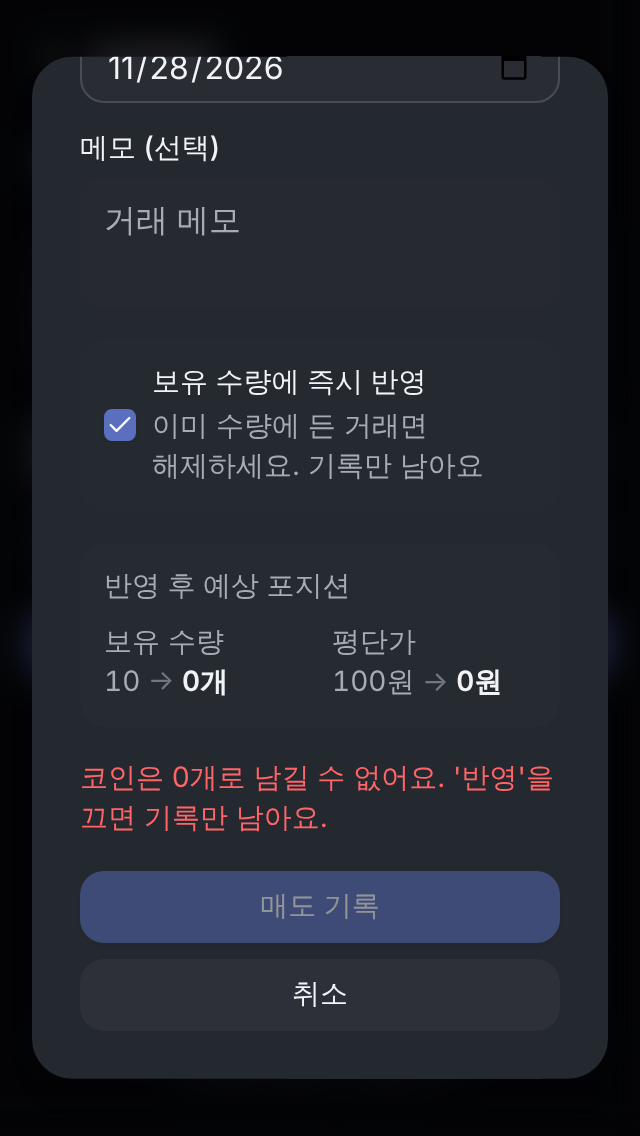 11/28/2026
메모 (선택)
거래 메모
보유 수량에 즉시 반영
이미 수량에 든 거래면
해제하세요. 기록만 남아요
반영 후 예상 포지션
보유 수량 평단가
10 → 0개 100원 → 0원
코인은 0개로 남길 수 없어요. '반영'을
끄면 기록만 남아요.
매도 기록
취소